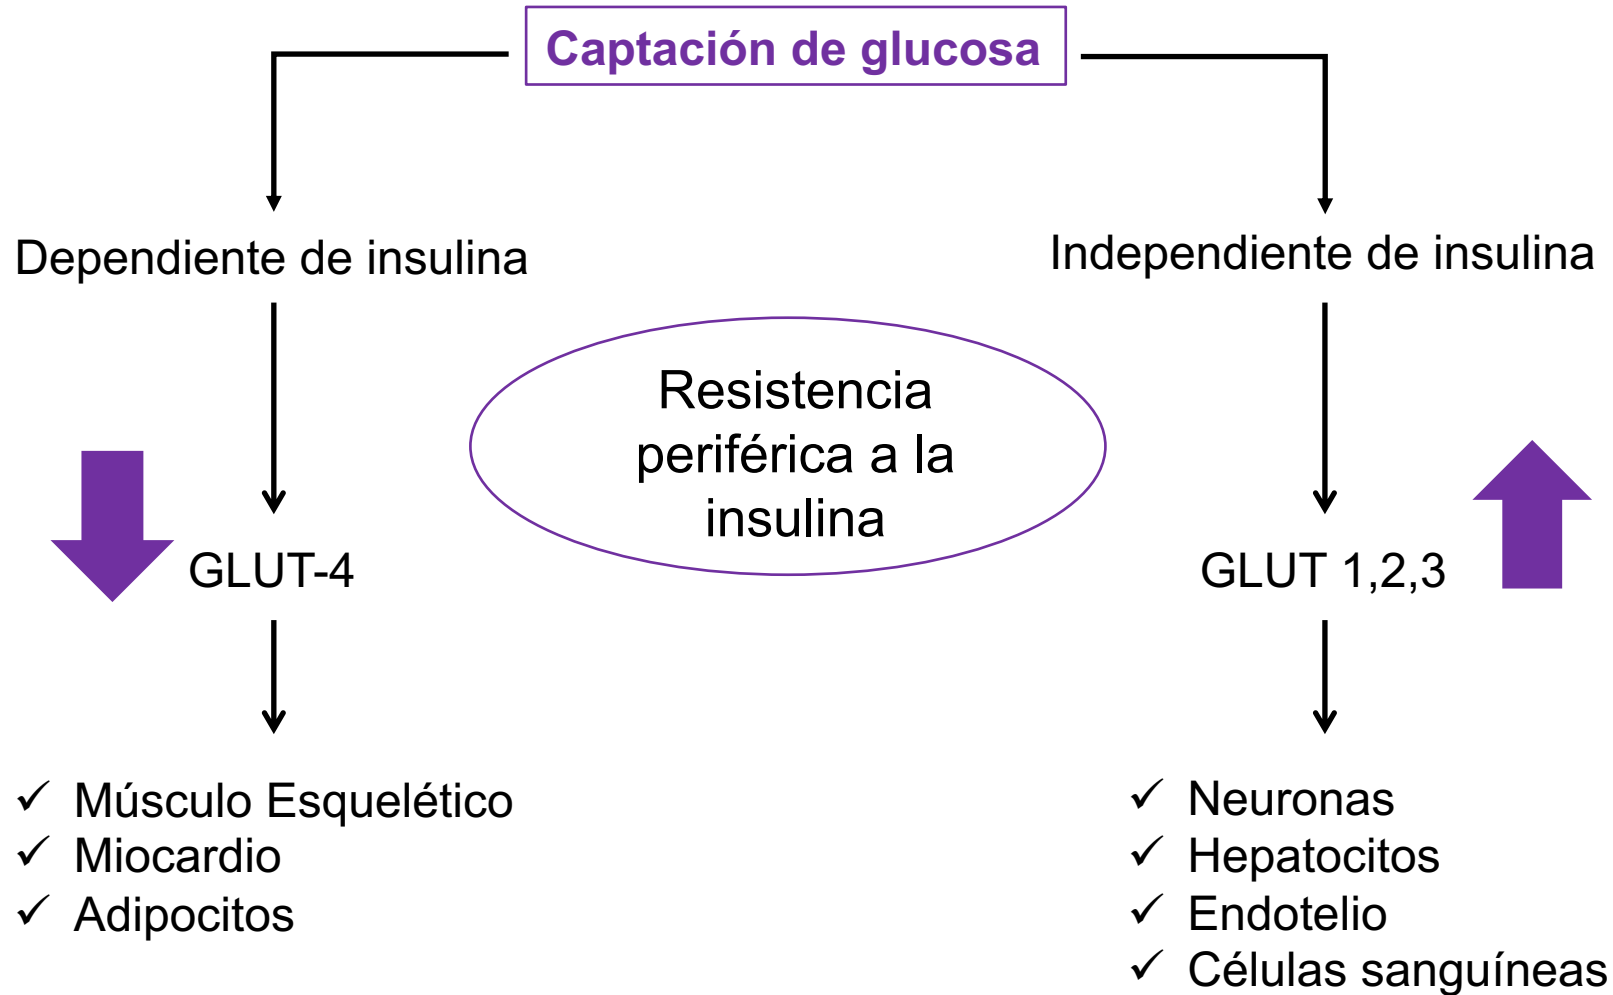 Captación de glucosa
Dependiente de insulina
Independiente de insulina
Resistencia
periférica a la
insulina
GLUT-4
GLUT 1,2,3
✓ Músculo Esquelético
✓ Miocardio
✓ Adipocitos
✓ Neuronas
✓ Hepatocitos
✓ Endotelio
✓ Células sanguíneas